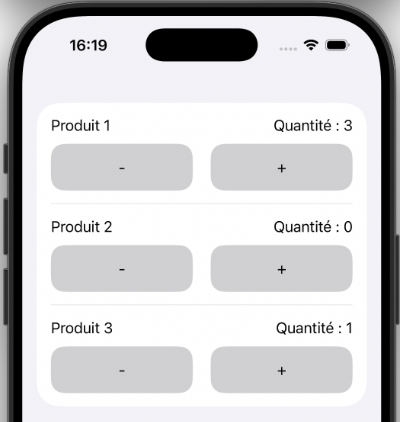 16:19
Produit 1 Quantité : 3
- +
Produit 2 Quantité : 0
- +
Produit 3 Quantité : 1
- +